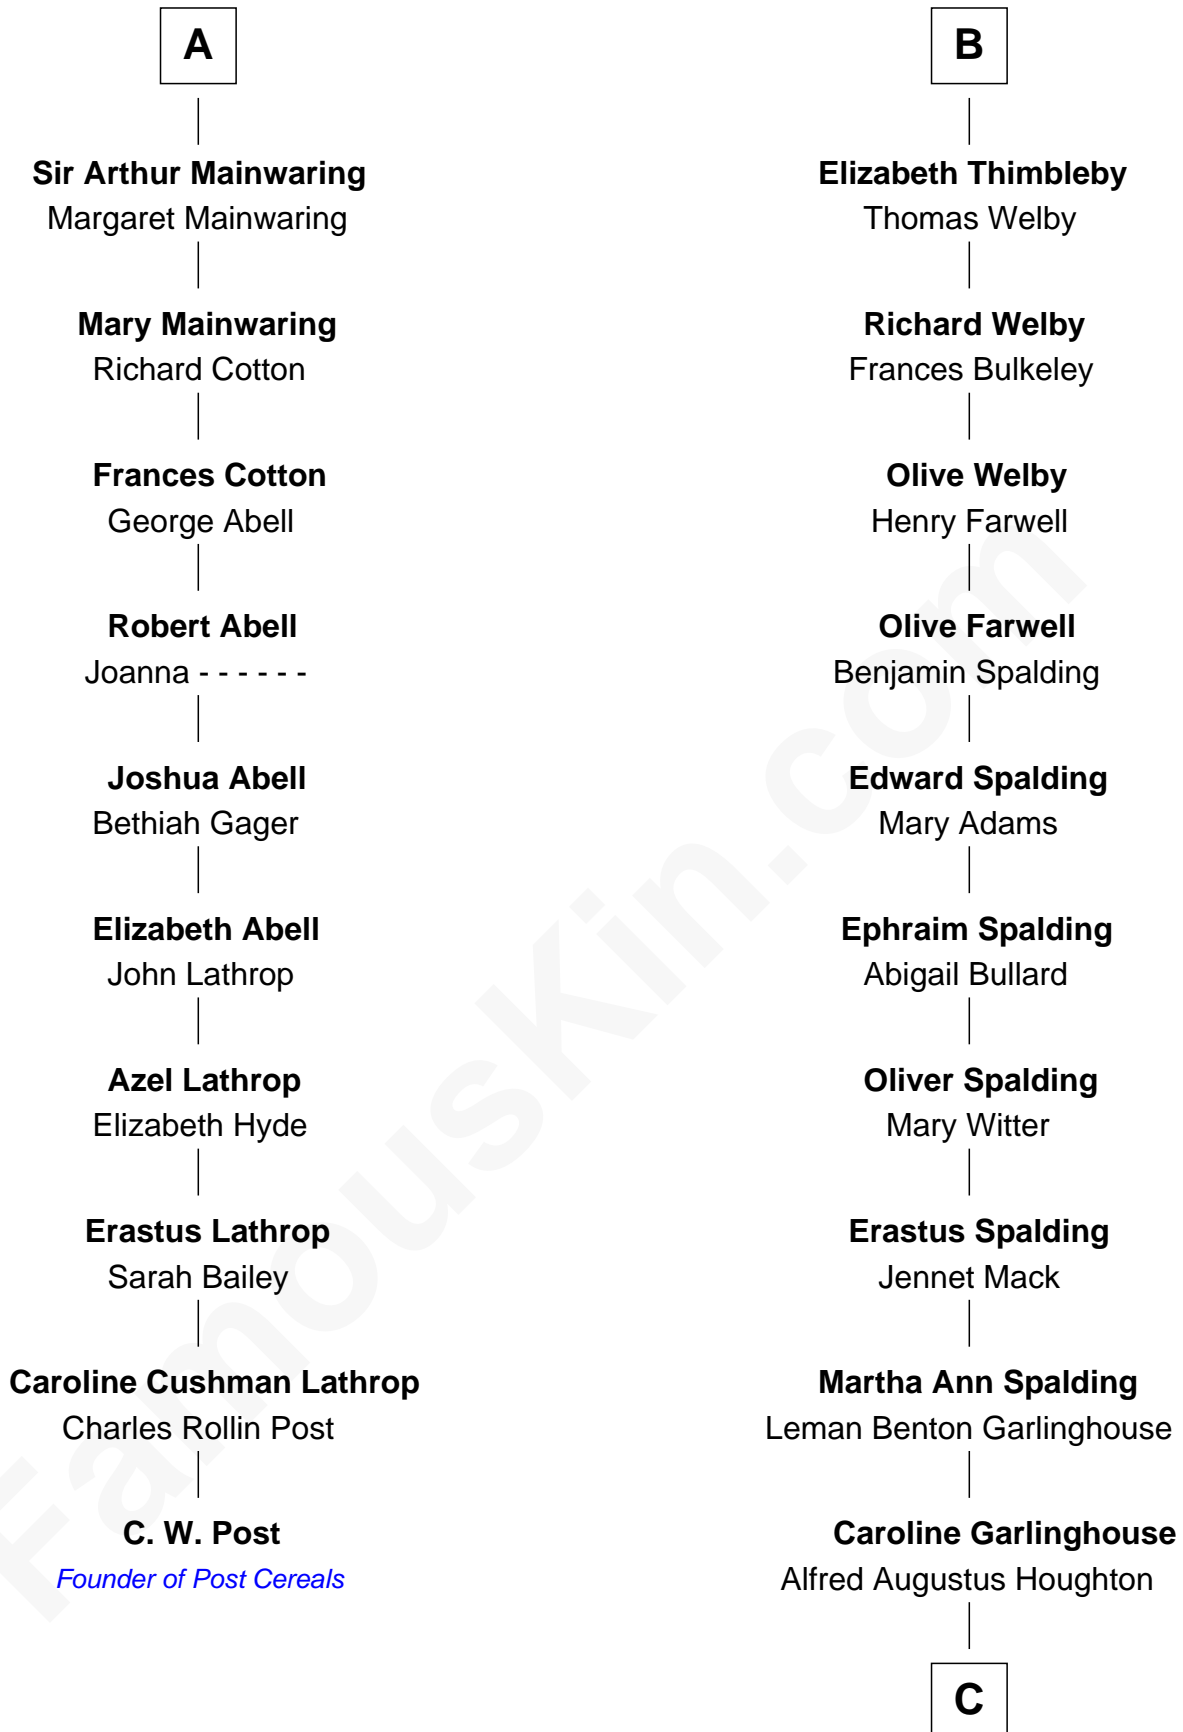 A
Sir Arthur Mainwaring
Margaret Mainwaring
Mary Mainwaring
Richard Cotton
Frances Cotton
George Abell
Robert Abell
Joanna - - - - - -
Joshua Abell
Bethiah Gager
Elizabeth Abell
John Lathrop
Azel Lathrop
Elizabeth Hyde
Erastus Lathrop
Sarah Bailey
Caroline Cushman Lathrop
Charles Rollin Post
C. W. Post
Founder of Post Cereals
B
Elizabeth Thimbleby
Thomas Welby
Richard Welby
Frances Bulkeley
Olive Welby
Henry Farwell
Olive Farwell
Benjamin Spalding
Edward Spalding
Mary Adams
Ephraim Spalding
Abigail Bullard
Oliver Spalding
Mary Witter
Erastus Spalding
Jennet Mack
Martha Ann Spalding
Leman Benton Garlinghouse
Caroline Garlinghouse
Alfred Augustus Houghton
C
FamousKin.com